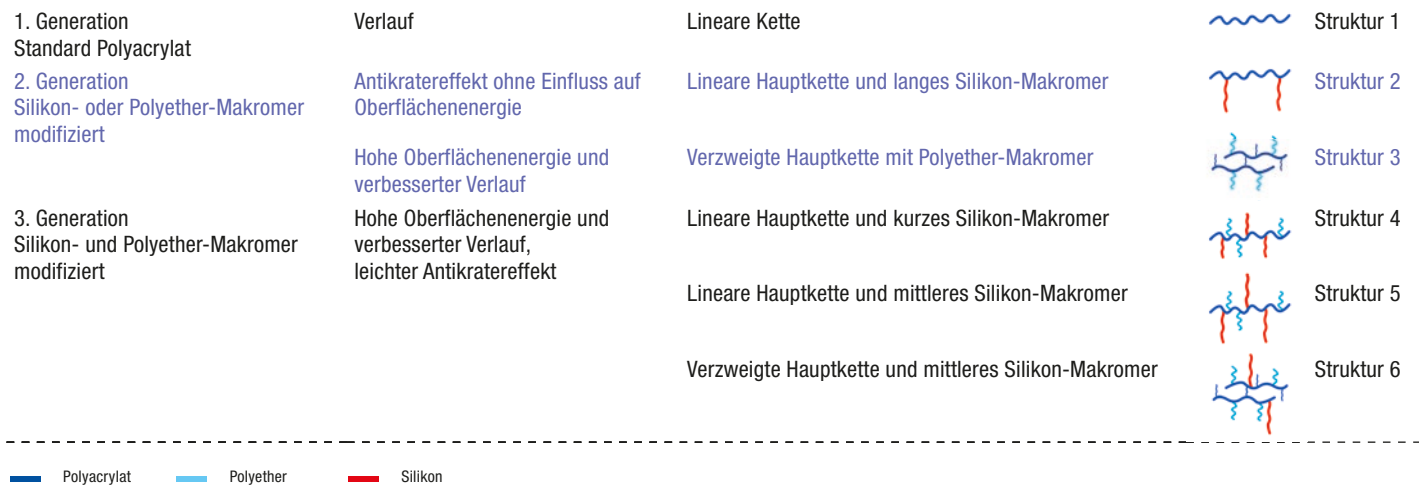 1. Generation
Standard Polyacrylat
Verlauf
Lineare Kette
Struktur 1
2. Generation
Silikon- oder Polyether-Makromer
modifiziert
Antikratereffekt ohne Einfluss auf
Oberflächenenergie
Lineare Hauptkette und langes Silikon-Makromer
Struktur 2
Hohe Oberflächenenergie und
verbesserter Verlauf
Verzweigte Hauptkette mit Polyether-Makromer
Struktur 3
3. Generation
Silikon- und Polyether-Makromer
modifiziert
Hohe Oberflächenenergie und
verbesserter Verlauf,
leichter Antikratereffekt
Lineare Hauptkette und kurzes Silikon-Makromer
Struktur 4
Lineare Hauptkette und mittleres Silikon-Makromer
Struktur 5
Verzweigte Hauptkette und mittleres Silikon-Makromer
Struktur 6
Polyacrylat
Polyether
Silikon